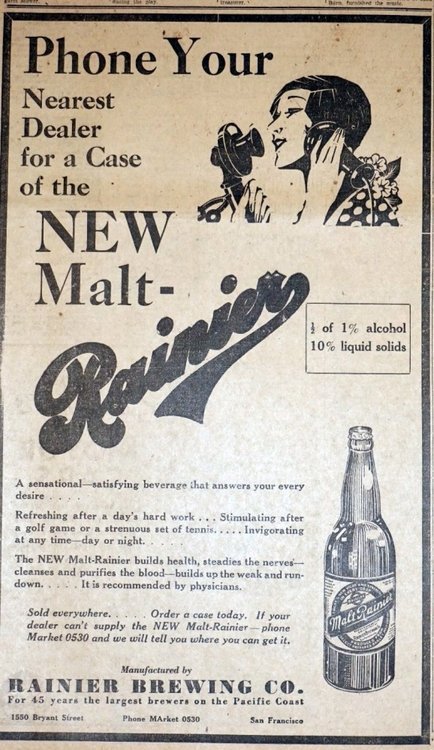 Phone Your
Nearest
Dealer
for a Case
of the
NEW
Malt-
Rainier
½ of 1% alcohol
10% liquid solids
A sensational—satisfying beverage that answers your every
desire . . . .
Refreshing after a day's hard work . . . Stimulating after
a golf game or a strenuous set of tennis. . . . . Invigorating
at any time—day or night. . . . .
The NEW Malt-Rainier builds health, steadies the nerves—
cleanses and purifies the blood—builds up the weak and run-
down. . . . . It is recommended by physicians.
Sold everywhere. . . . . . Order a case today. If your
dealer can't supply the NEW Malt-Rainier—phone
Market 0530 and we will tell you where you can get it.
Malt Rainier
Manufactured by
RAINIER BREWING CO.
For 45 years the largest brewers on the Pacific Coast
1550 Bryant Street Phone MArket 0530 San Francisco